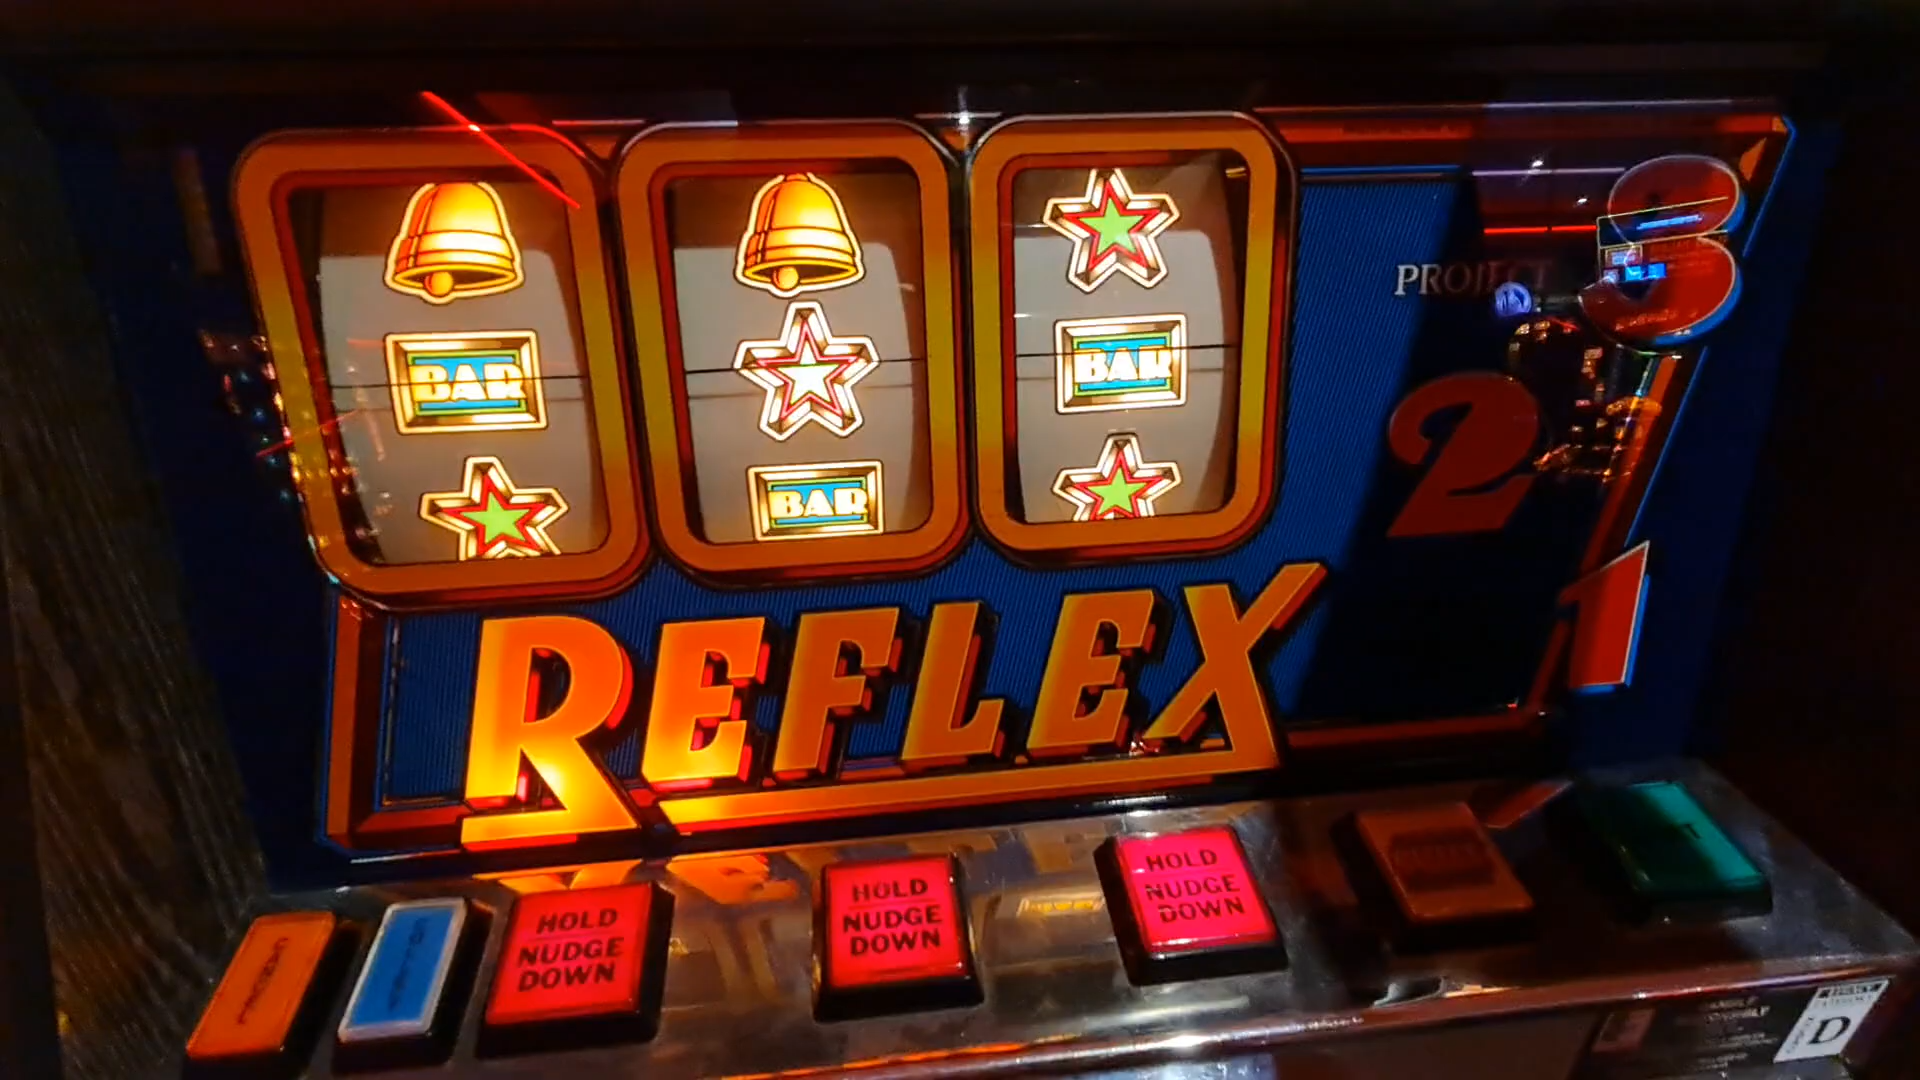 BAR
BAR
BAR
PROJECT
3
2
1
REFLEX
HOLD
NUDGE
DOWN
HOLD
NUDGE
DOWN
HOLD
NUDGE
DOWN
D